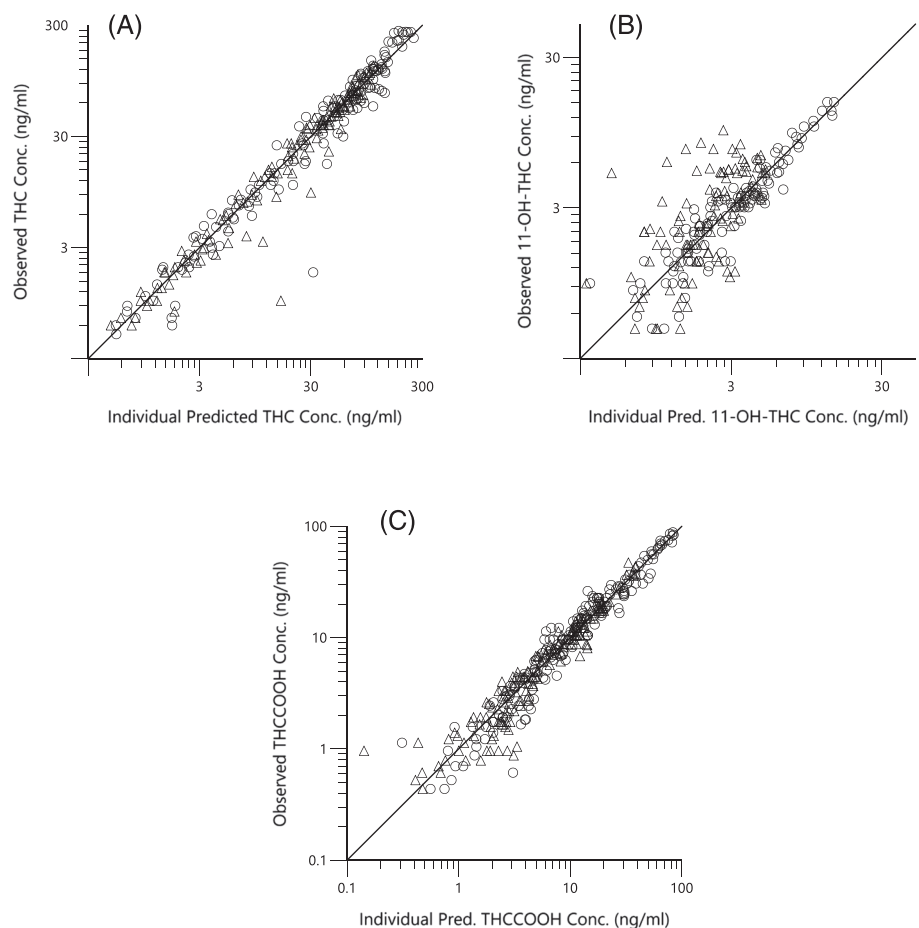 (A)
300
30
3
3
30
300
Observed THC Conc. (ng/ml)
Individual Predicted THC Conc. (ng/ml)
(B)
30
3
3
30
Observed 11-OH-THC Conc. (ng/ml)
Individual Pred. 11-OH-THC Conc. (ng/ml)
(C)
100
10
1
0.1
0.1
1
10
100
Observed THCCOOH Conc. (ng/ml)
Individual Pred. THCCOOH Conc. (ng/ml)